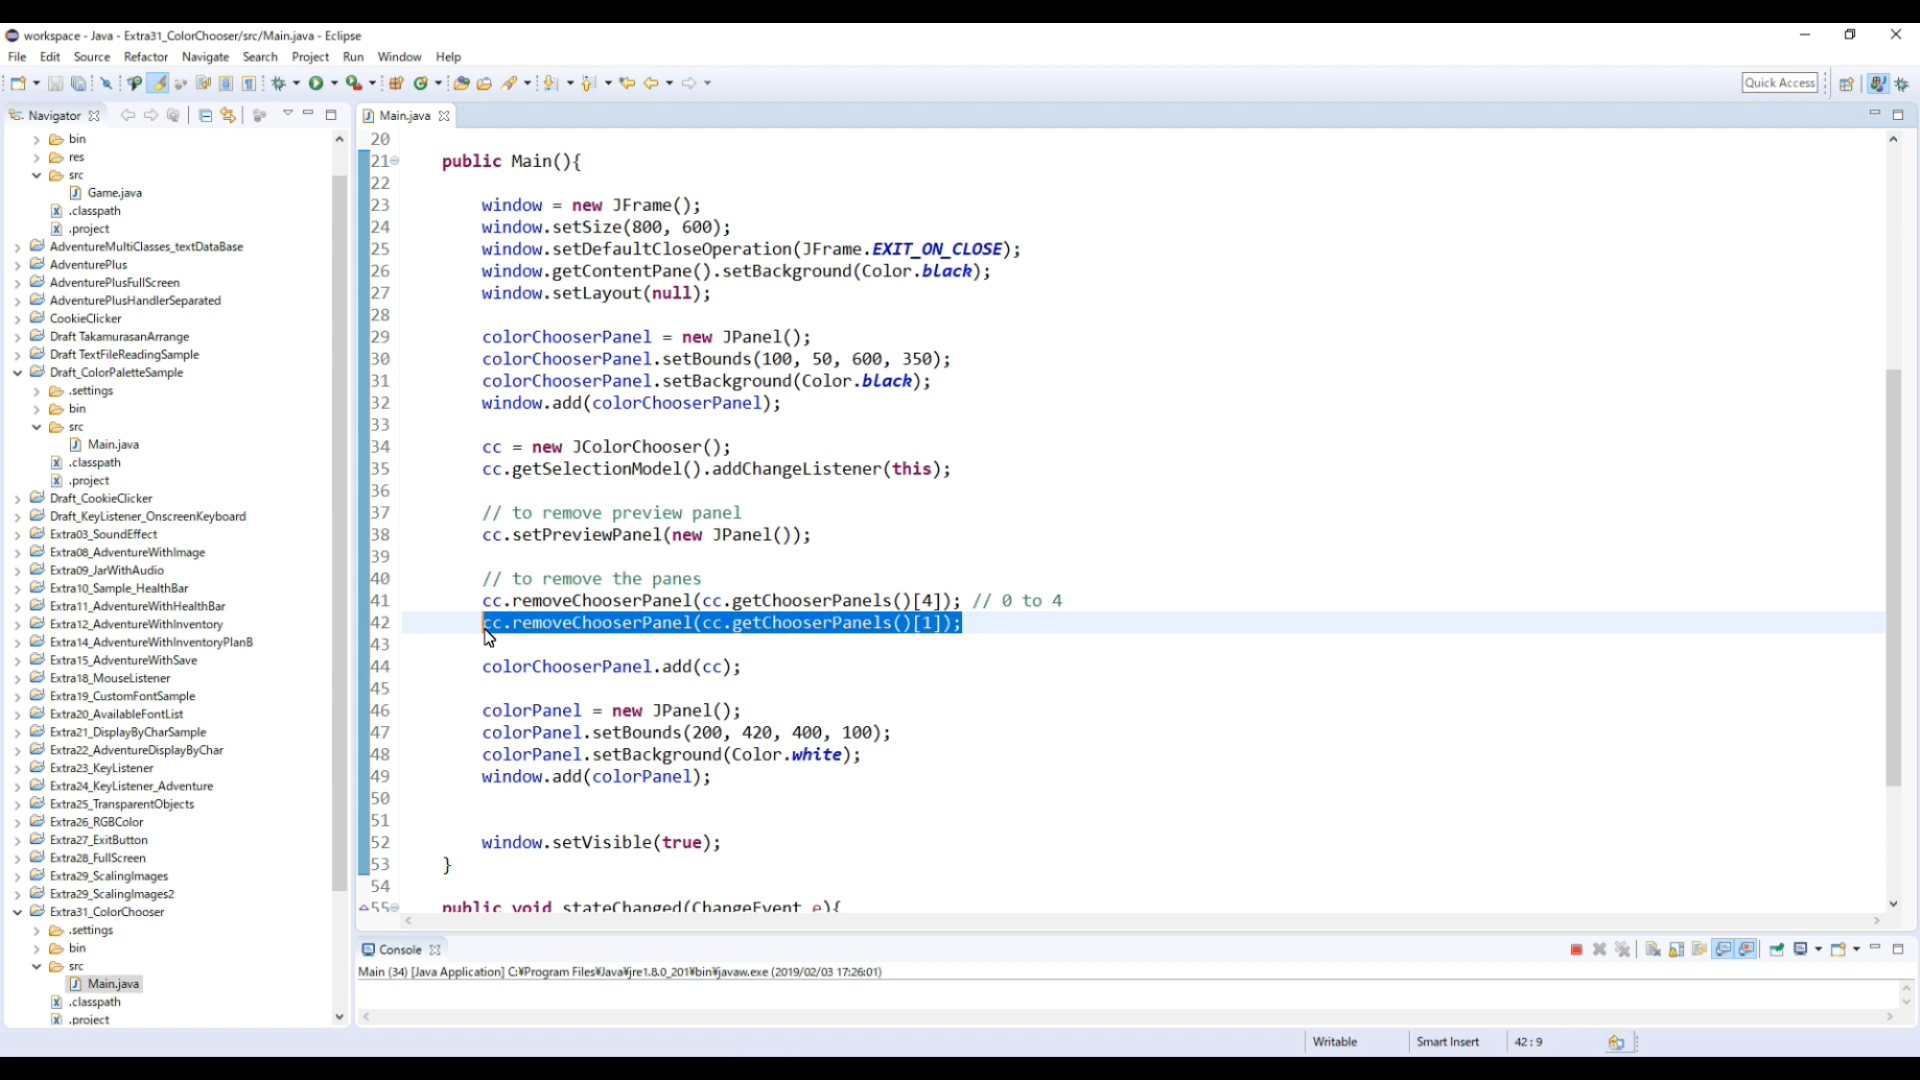 workspace - Java - Extra31_ColorChooser/src/Main.java - Eclipse
File Edit Source Refactor Navigate Search Project Run Window Help
Quick Access
Navigator
bin
res
src
Game.java
.classpath
.project
AdventureMultiClasses_textDataBase
AdventurePlus
AdventurePlusFullScreen
AdventurePlusHandlerSeparated
CookieClicker
Draft TakamurasanArrange
Draft TextFileReadingSample
Draft_ColorPaletteSample
.settings
bin
src
Main.java
.classpath
.project
Draft_CookieClicker
Draft_KeyListener_OnscreenKeyboard
Extra03_SoundEffect
Extra08_AdventureWithImage
Extra09_JarWithAudio
Extra10_Sample_HealthBar
Extra11_AdventureWithHealthBar
Extra12_AdventureWithInventory
Extra14_AdventureWithInventoryPlanB
Extra15_AdventureWithSave
Extra18_MouseListener
Extra19_CustomFontSample
Extra20_AvailableFontList
Extra21_DisplayByCharSample
Extra22_AdventureDisplayByChar
Extra23_KeyListener
Extra24_KeyListener_Adventure
Extra25_TransparentObjects
Extra26_RGBColor
Extra27_ExitButton
Extra28_FullScreen
Extra29_ScalingImages
Extra29_ScalingImages2
Extra31_ColorChooser
.settings
bin
src
Main.java
.classpath
.project
Main.java
20
21 public Main(){
22
23 window = new JFrame();
24 window.setSize(800, 600);
25 window.setDefaultCloseOperation(JFrame.EXIT_ON_CLOSE);
26 window.getContentPane().setBackground(Color.black);
27 window.setLayout(null);
28
29 colorChooserPanel = new JPanel();
30 colorChooserPanel.setBounds(100, 50, 600, 350);
31 colorChooserPanel.setBackground(Color.black);
32 window.add(colorChooserPanel);
33
34 cc = new JColorChooser();
35 cc.getSelectionModel().addChangeListener(this);
36
37 // to remove preview panel
38 cc.setPreviewPanel(new JPanel());
39
40 // to remove the panes
41 cc.removeChooserPanel(cc.getChooserPanels()[4]); // 0 to 4
42 cc.removeChooserPanel(cc.getChooserPanels()[1]);
43
44 colorChooserPanel.add(cc);
45
46 colorPanel = new JPanel();
47 colorPanel.setBounds(200, 420, 400, 100);
48 colorPanel.setBackground(Color.white);
49 window.add(colorPanel);
50
51
52 window.setVisible(true);
53 }
54
55 public void stateChanged(ChangeEvent e){
Console
Main (34) [Java Application] C:¥Program Files¥Java¥jre1.8.0_201¥bin¥javaw.exe (2019/02/03 17:26:01)
Writable Smart Insert 42 : 9